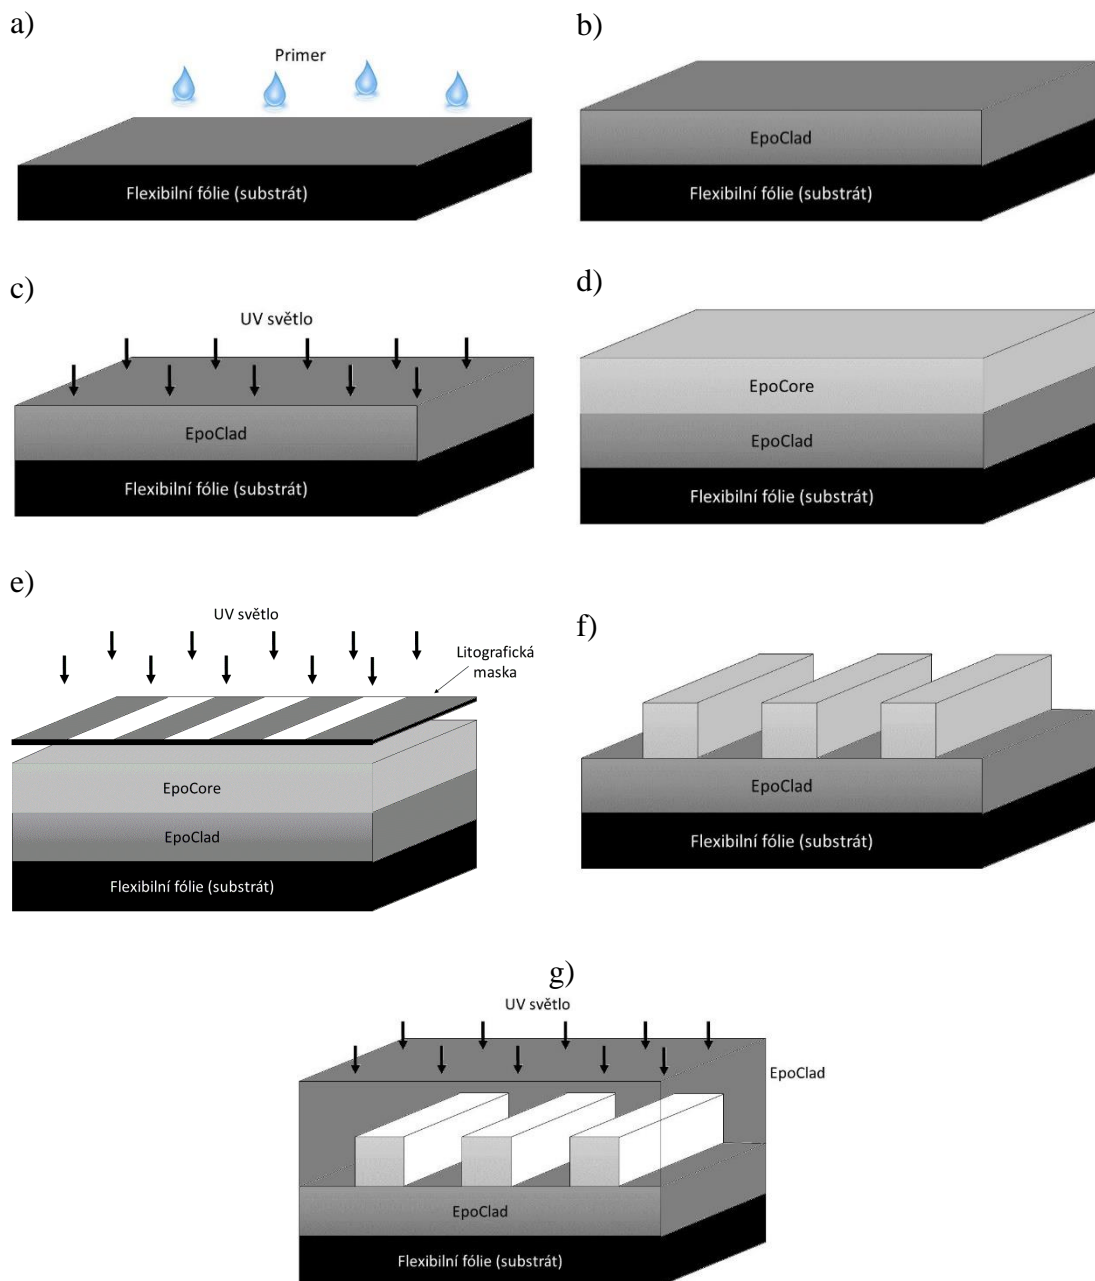 a)
Primer
Flexibilní fólie (substrát)
b)
EpoClad
Flexibilní fólie (substrát)
c)
UV světlo
EpoClad
Flexibilní fólie (substrát)
d)
EpoCore
EpoClad
Flexibilní fólie (substrát)
e)
UV světlo
Litografická
maska
EpoCore
EpoClad
Flexibilní fólie (substrát)
f)
EpoClad
Flexibilní fólie (substrát)
g)
UV světlo
EpoClad
EpoClad
Flexibilní fólie (substrát)